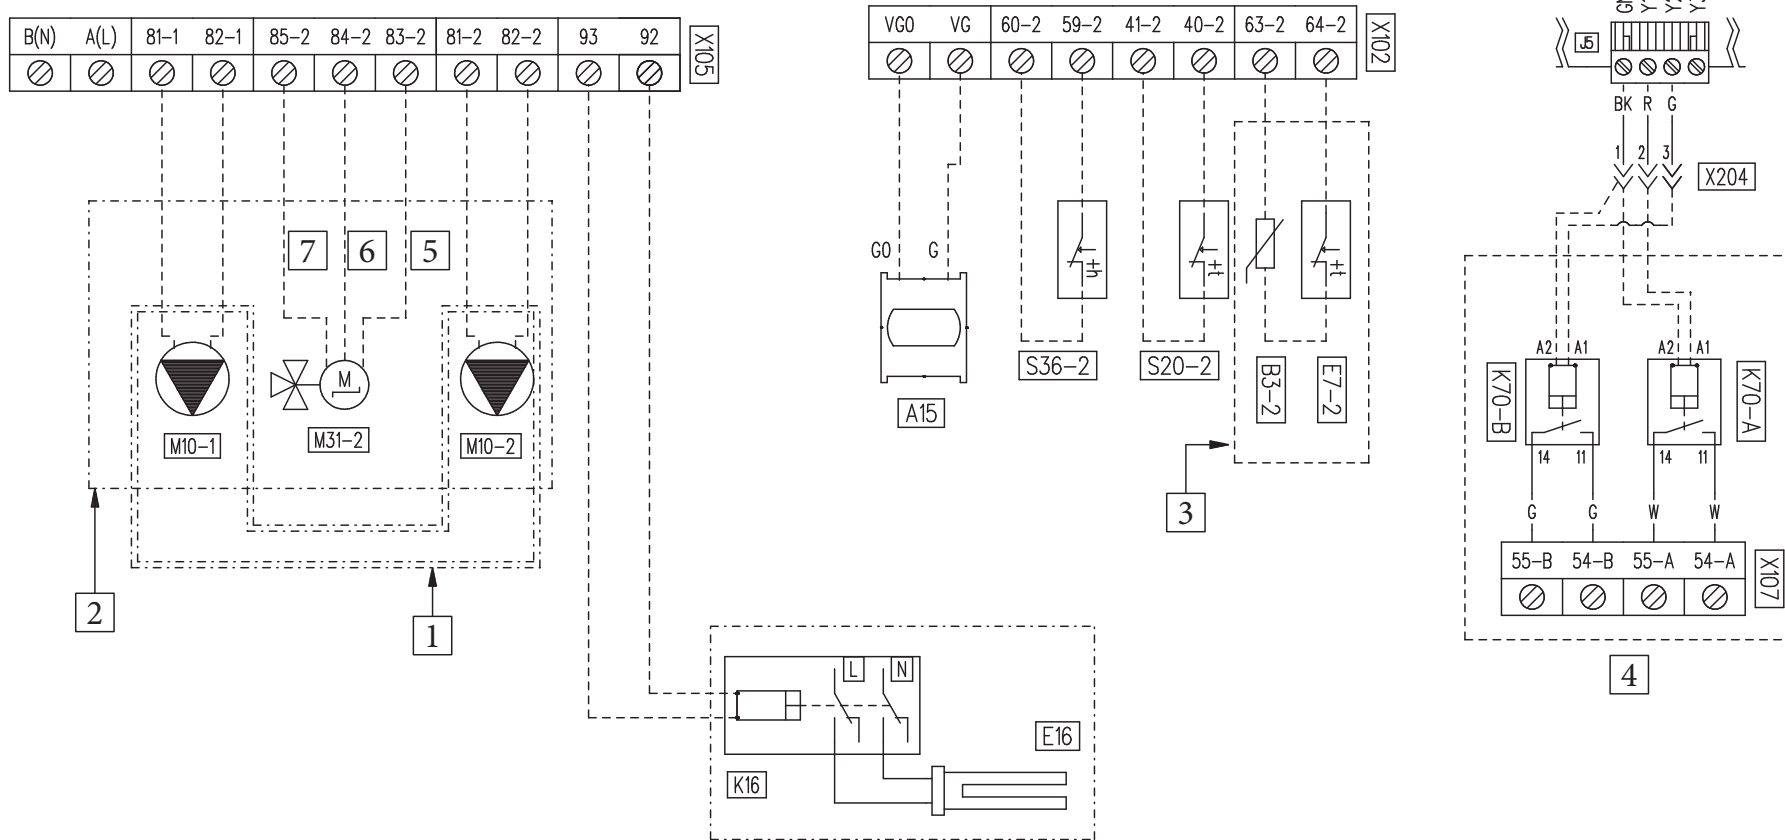 B(N) A(L) 81-1 82-1 85-2 84-2 83-2 81-2 82-2 93 92
X105
VG0 VG 60-2 59-2 41-2 40-2 63-2 64-2
X102
J5
BK R G
1 2 3
X204
7 6 5
G0 G
+h
+t
+t
M
M10-1
M31-2
M10-2
A15
S36-2
S20-2
B3-2
E7-2
3
2
1
A2 A1
A2 A1
K70-B
K70-A
14 11
14 11
G G W W
55-B 54-B 55-A 54-A
X107
4
L N
E16
K16